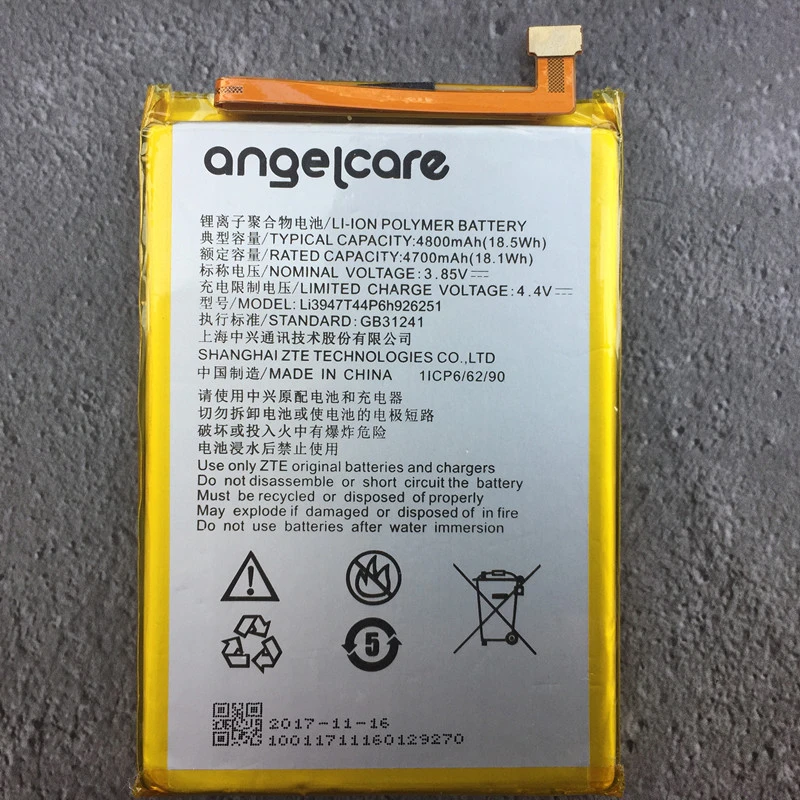 angelcare
锂离子聚合物电池/LI-ION POLYMER BATTERY
典型容量/TYPICAL CAPACITY:4800mAh(18.5Wh)
额定容量/RATED CAPACITY:4700mAh(18.1Wh)
标称电压/NOMINAL VOLTAGE:3.85V⎓
充电限制电压/LIMITED CHARGE VOLTAGE:4.4V⎓
型号/MODEL:Li3947T44P6h926251
执行标准/STANDARD:GB31241
上海中兴通讯技术股份有限公司
SHANGHAI ZTE TECHNOLOGIES CO.,LTD
中国制造/MADE IN CHINA 1ICP6/62/90
请使用中兴原配电池和充电器
切勿拆卸电池或使电池的电极短路
破坏或投入火中有爆炸危险
电池浸水后禁止使用
Use only ZTE original batteries and chargers
Do not disassemble or short circuit the battery
Must be recycled or disposed of properly
May explode if damaged or disposed of in fire
Do not use batteries after water immersion
5
2017-11-16
10011711160129270